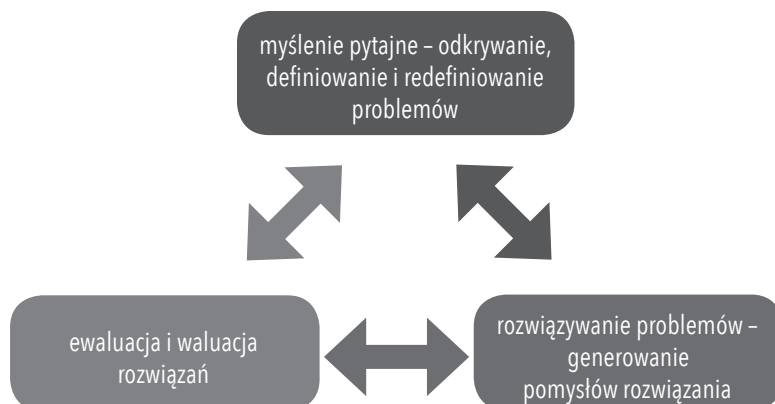 myślenie pytajne – odkrywanie,
definiowanie i redefiniowanie
problemów
ewaluacja i waluacja
rozwiązań
rozwiązywanie problemów –
generowanie
pomysłów rozwiązania